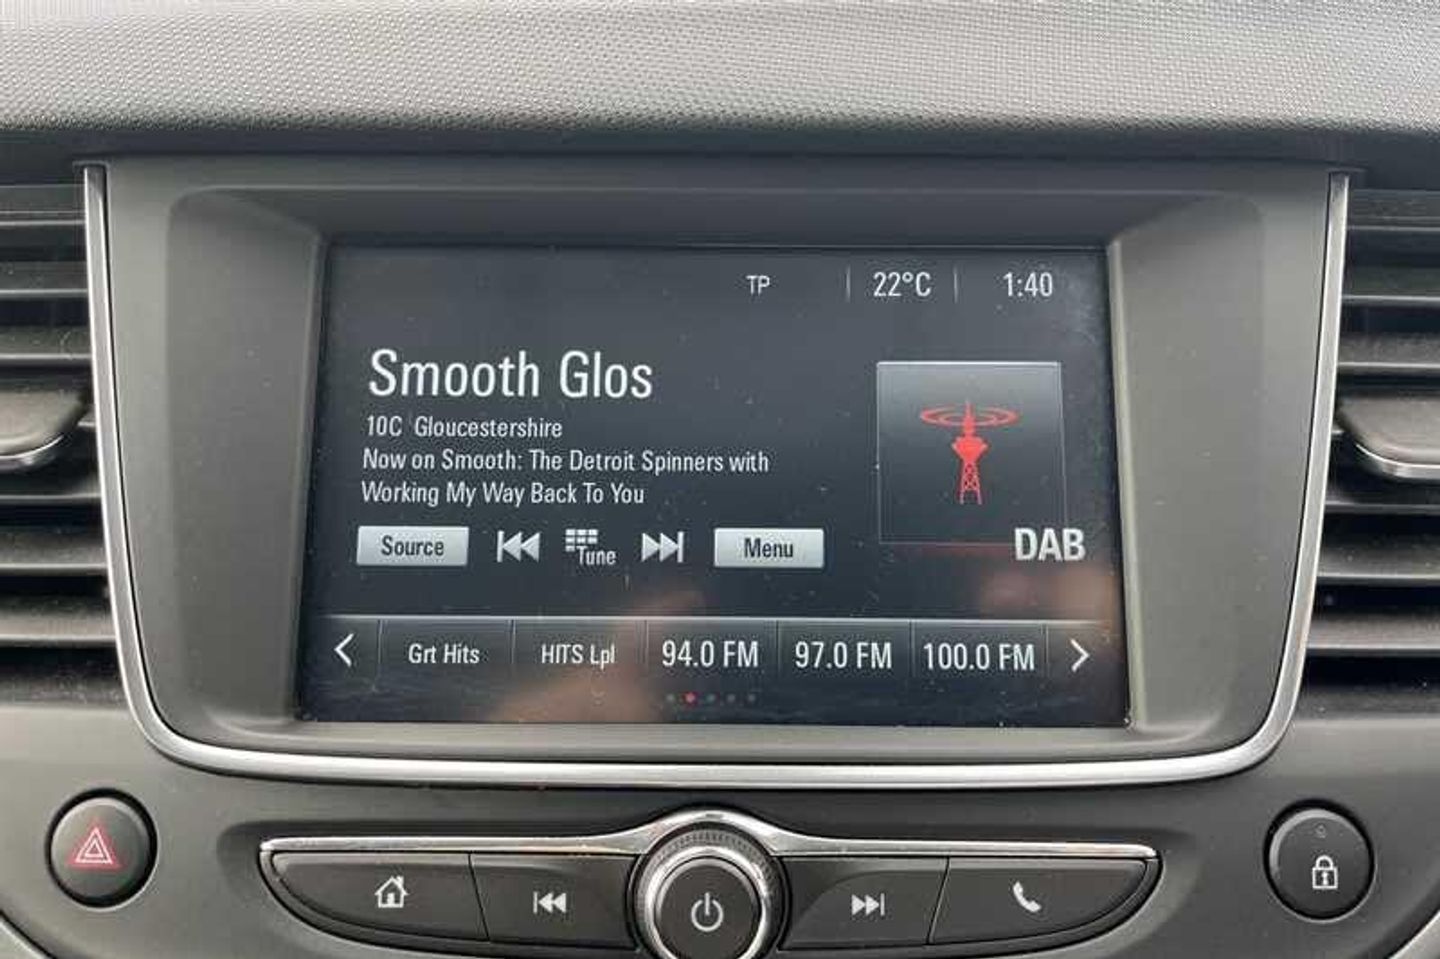 TP 22°C 1:40
Smooth Glos
10C Gloucestershire
Now on Smooth: The Detroit Spinners with
Working My Way Back To You
Source Tune Menu
DAB
Grt Hits HITS Lpl 94.0 FM 97.0 FM 100.0 FM